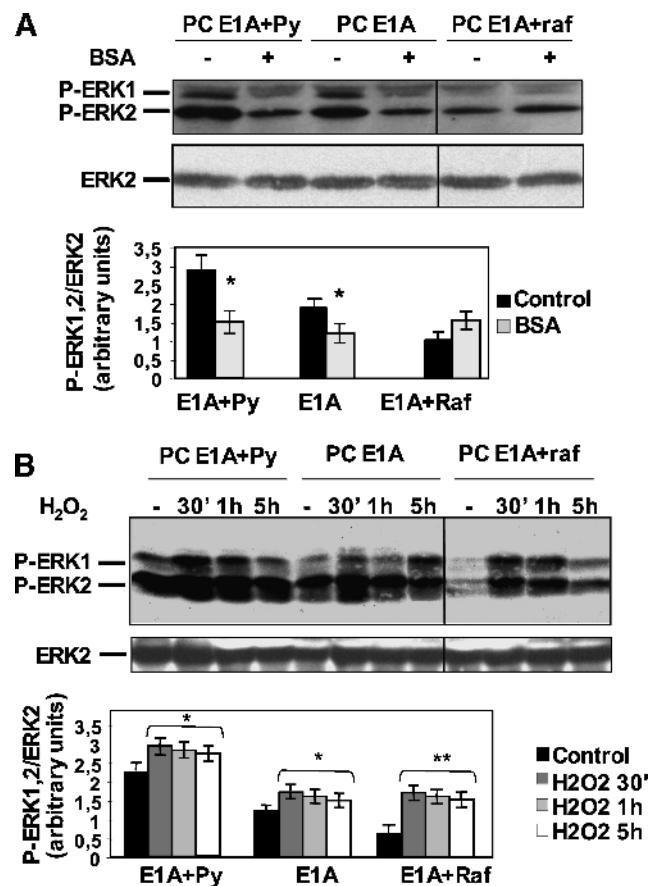 A
PC E1A+Py PC E1A PC E1A+raf
BSA - + - + - +
P-ERK1
P-ERK2
ERK2
P-ERK1,2/ERK2
(arbitrary units)
3,5
3
2,5
2
1,5
1
0,5
0
* *
Control
BSA
E1A+Py E1A E1A+Raf
B
PC E1A+Py PC E1A PC E1A+raf
H2O2 - 30' 1h 5h - 30' 1h 5h - 30' 1h 5h
P-ERK1
P-ERK2
ERK2
P-ERK1,2/ERK2
(arbitrary units)
3,5
3
2,5
2
1,5
1
0,5
0
* * **
Control
H2O2 30'
H2O2 1h
H2O2 5h
E1A+Py E1A E1A+Raf